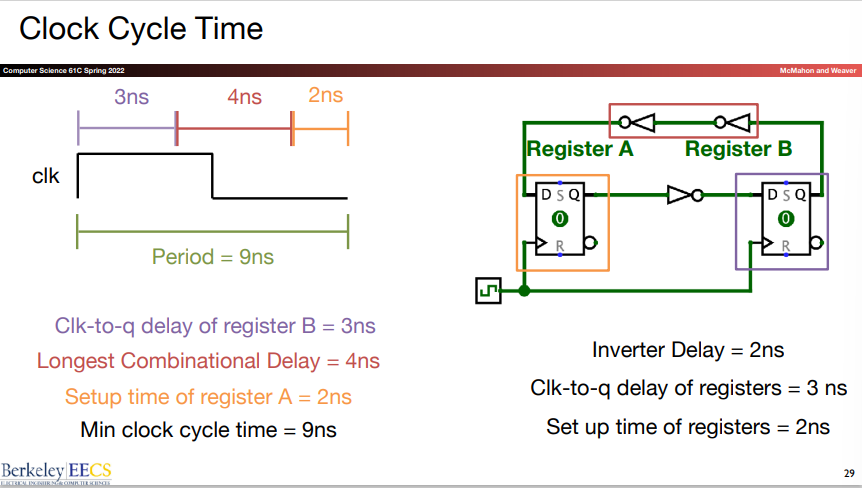 Clock Cycle Time
Computer Science 61C Spring 2022
McMahon and Weaver
3ns
4ns
2ns
clk
Period = 9ns
Clk-to-q delay of register B = 3ns
Longest Combinational Delay = 4ns
Setup time of register A = 2ns
Min clock cycle time = 9ns
Register A
Register B
D S Q
0
R
D S Q
0
R
Inverter Delay = 2ns
Clk-to-q delay of registers = 3 ns
Set up time of registers = 2ns
Berkeley EECS
ELECTRICAL ENGINEERING & COMPUTER SCIENCES
29